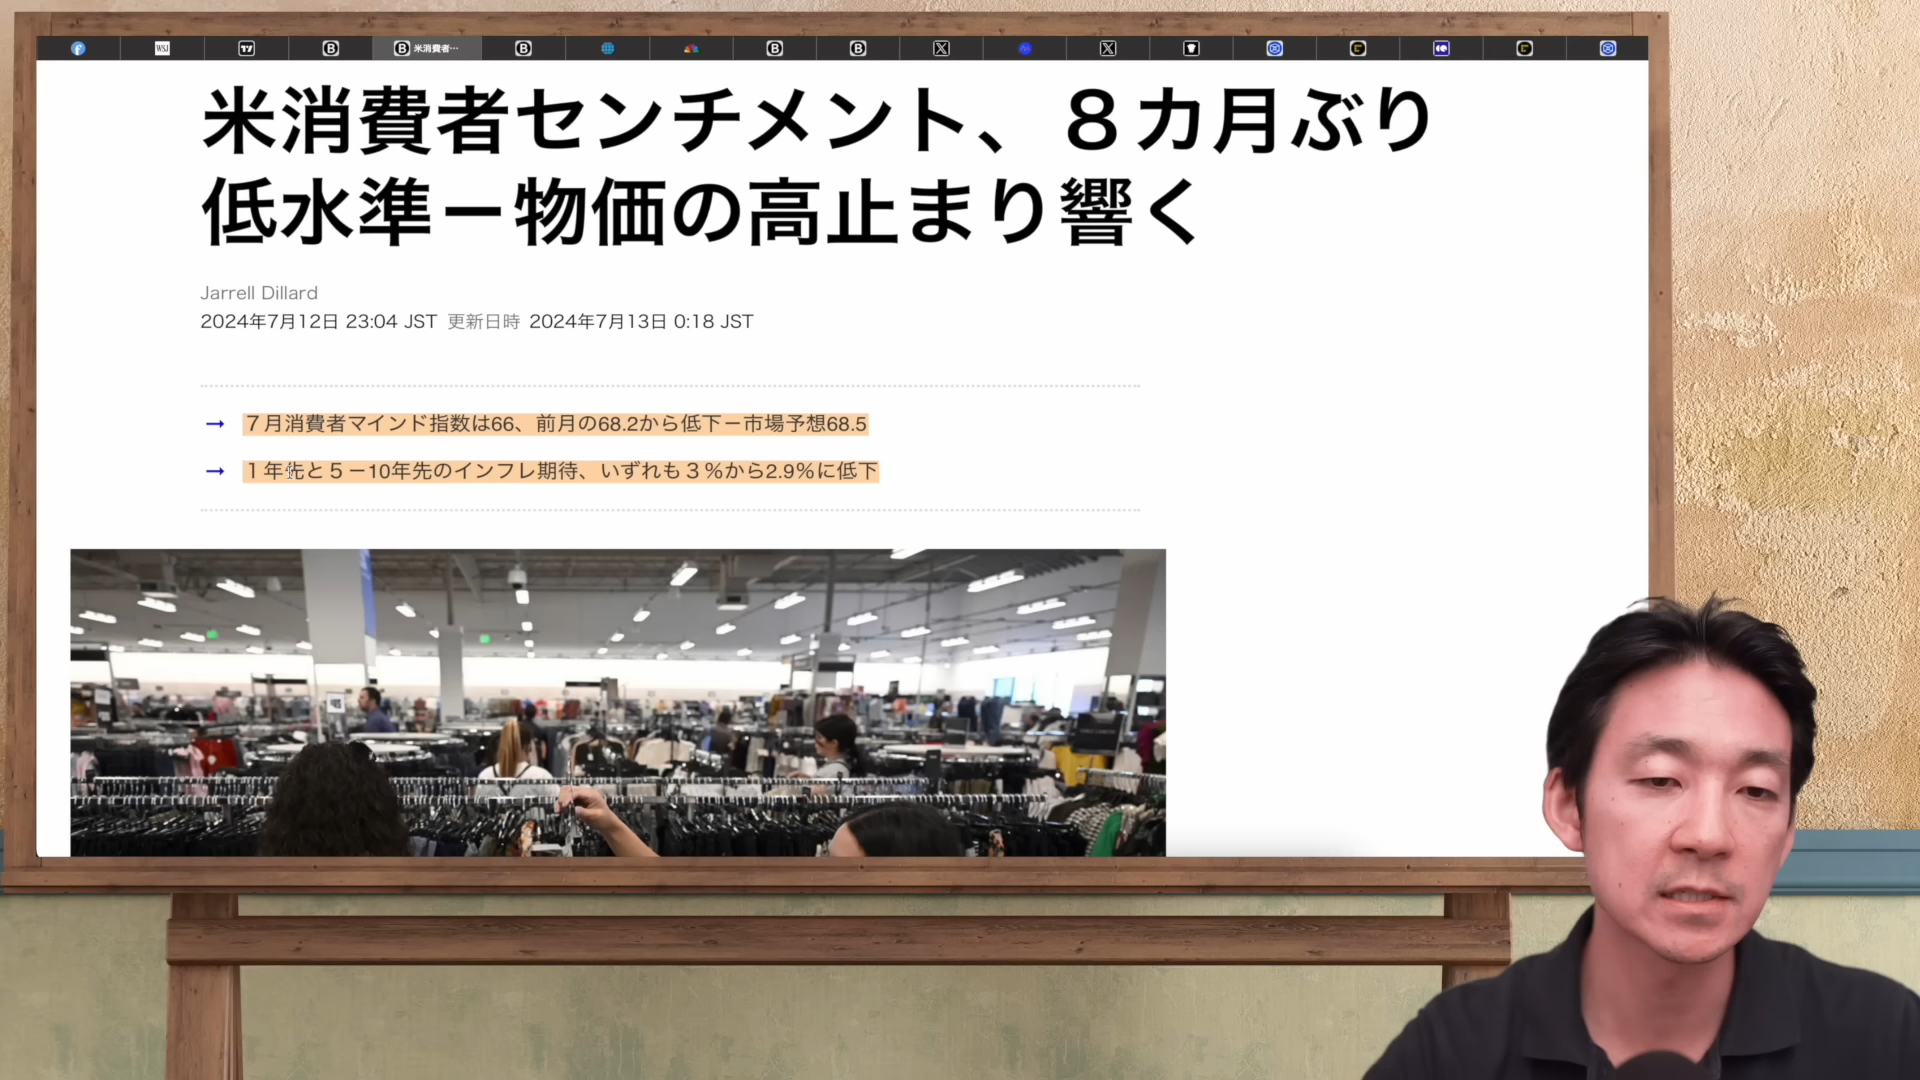 WSJ
米消費者…
米消費者センチメント、８カ月ぶり
低水準－物価の高止まり響く
Jarrell Dillard
2024年7月12日 23:04 JST 更新日時 2024年7月13日 0:18 JST
→ ７月消費者マインド指数は66、前月の68.2から低下－市場予想68.5
→ １年先と５－10年先のインフレ期待、いずれも３％から2.9％に低下